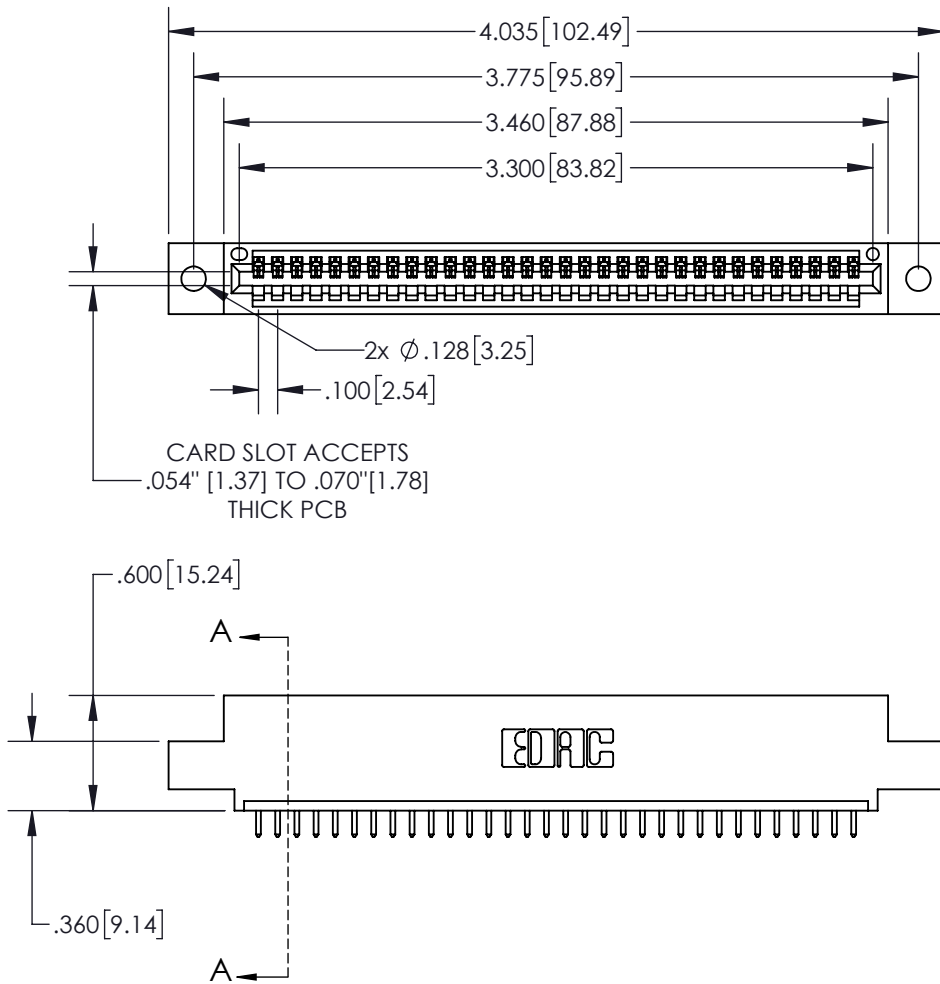 4.035[102.49]
3.775[95.89]
3.460[87.88]
3.300[83.82]
2x Ø.128[3.25]
.100[2.54]
CARD SLOT ACCEPTS
.054" [1.37] TO .070"[1.78]
THICK PCB
.600[15.24]
A
EDAC
.360[9.14]
A